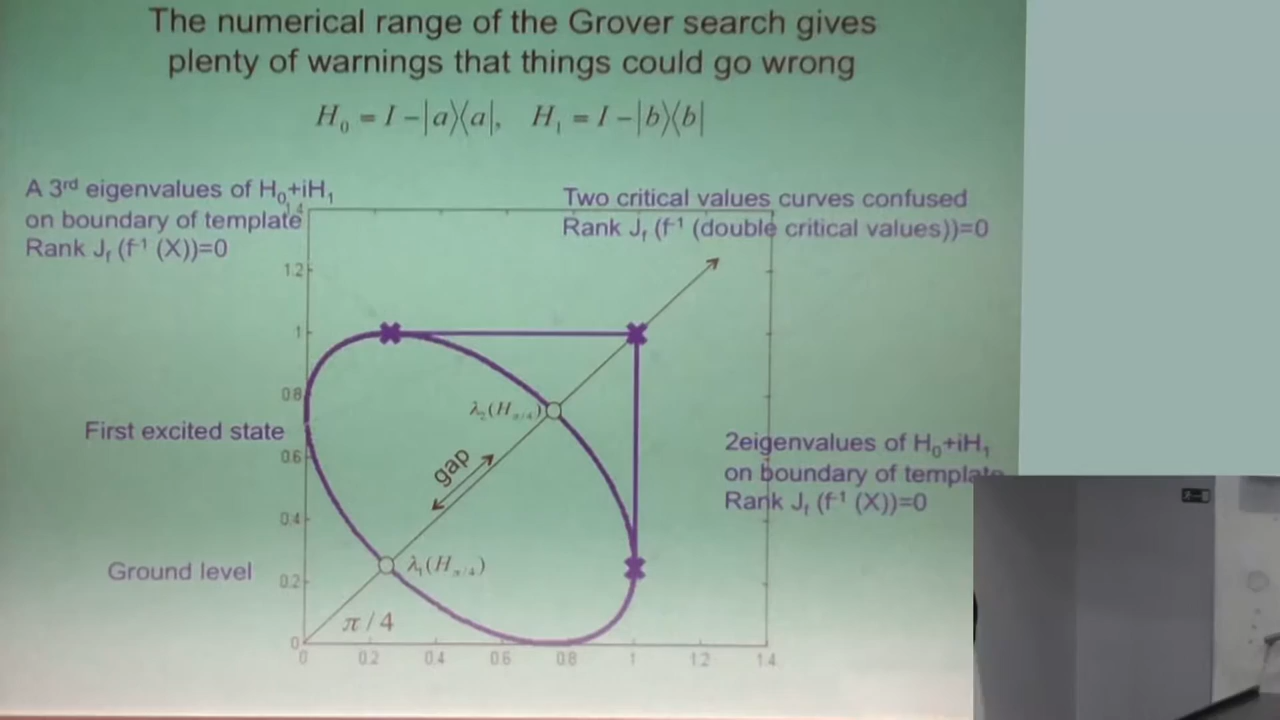 The numerical range of the Grover search gives
plenty of warnings that things could go wrong
H₀ = I −|a⟩⟨a|, H₁ = I −|b⟩⟨b|
A 3rd eigenvalues of H₀+iH₁
on boundary of template
Rank Jf (f⁻¹ (X))=0
Two critical values curves confused
Rank Jf (f⁻¹ (double critical values))=0
1.2
1
0.8
λ₂(Hπ/4)
First excited state
gap
0.6
2eigenvalues of H₀+iH₁
on boundary of template
Rank Jf (f⁻¹ (X))=0
0.4
Ground level
λ₁(Hπ/4)
0.2
π/4
0
0 0.2 0.4 0.6 0.8 1 1.2 1.4